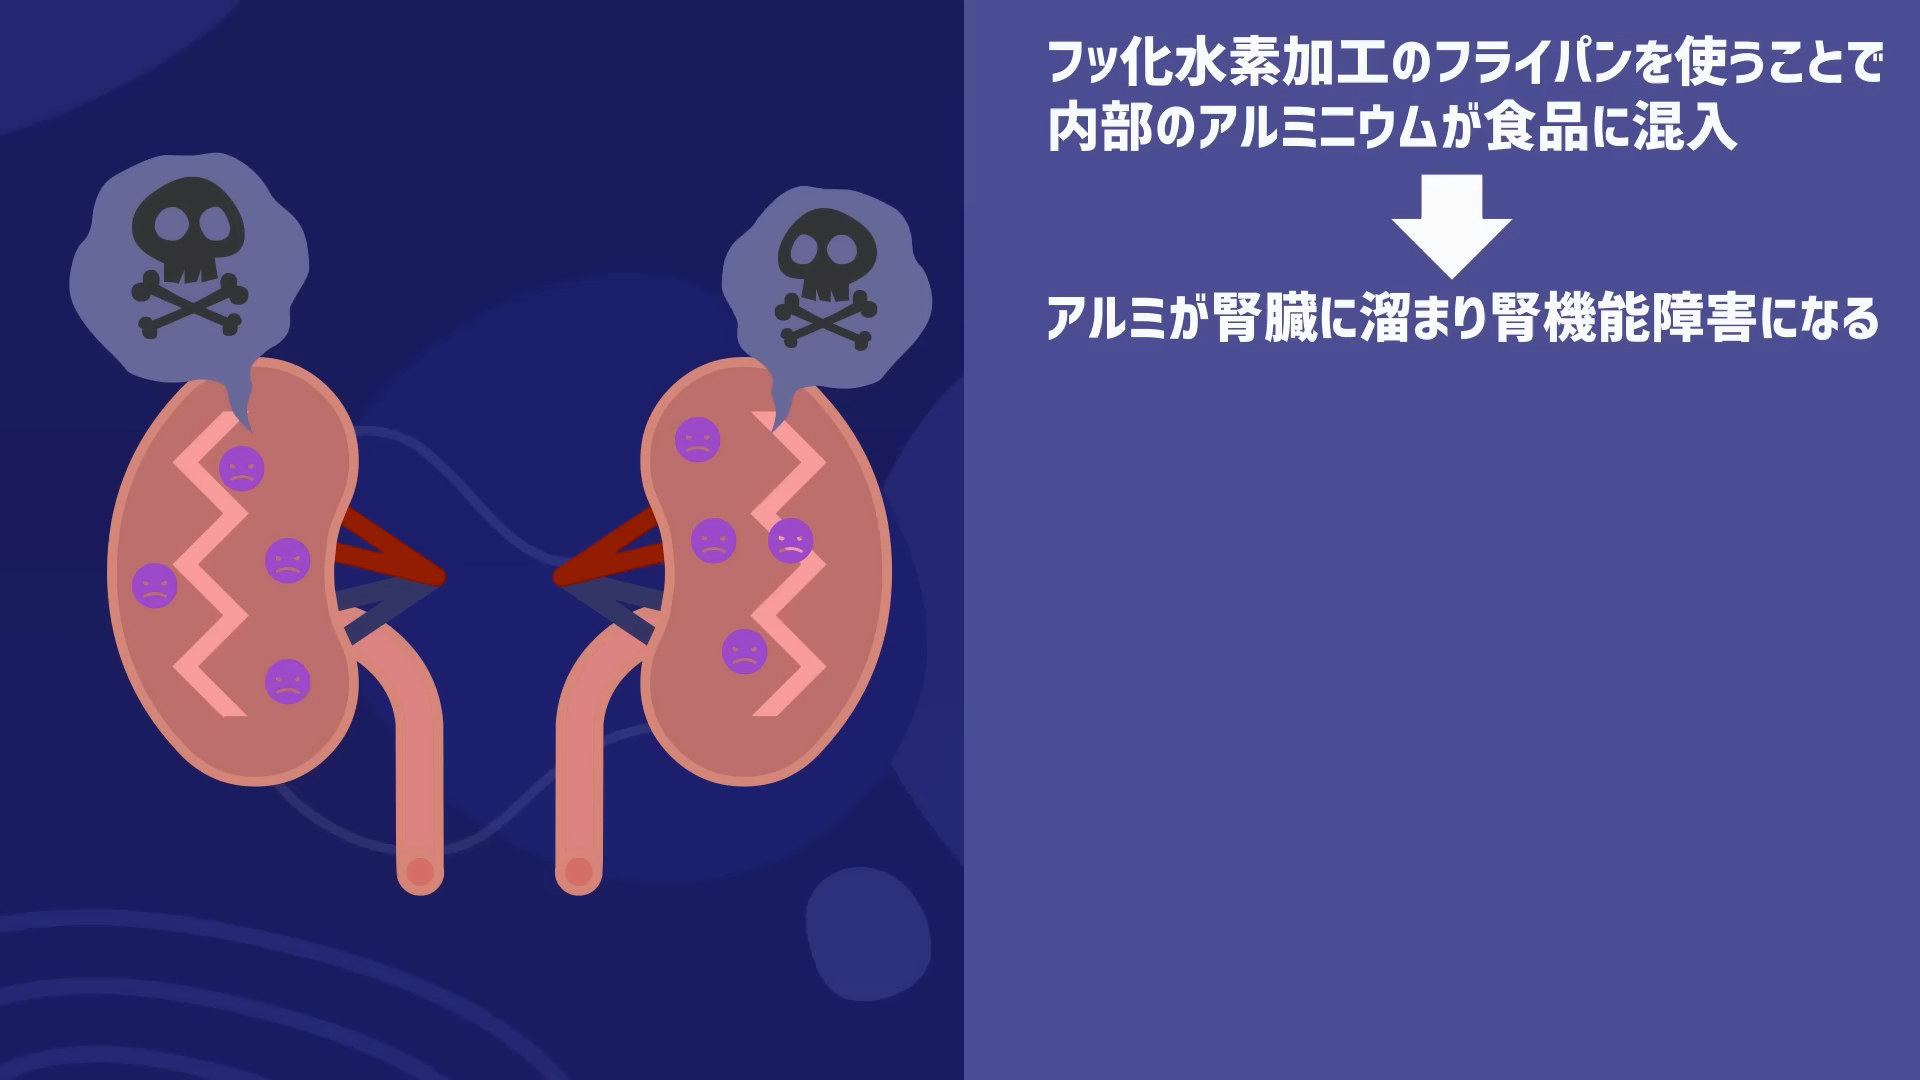 フッ化水素加工のフライパンを使うことで
内部のアルミニウムが食品に混入
アルミが腎臓に溜まり腎機能障害になる